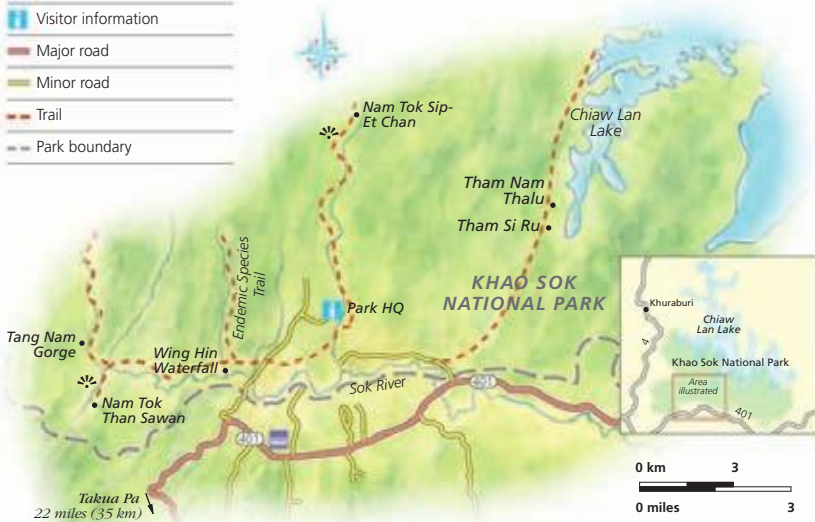 Visitor information
Major road
Minor road
Trail
Park boundary
Nam Tok Sip-
Et Chan
Chiaw Lan
Lake
Tham Nam
Thalu
Tham Si Ru
KHAO SOK
NATIONAL PARK
Endemic Species
Trail
Park HQ
Tang Nam
Gorge
Wing Hin
Waterfall
Nam Tok
Than Sawan
Sok River
401
401
Takua Pa
22 miles (35 km)
Khuraburi
4
Chiaw
Lan Lake
Khao Sok National Park
Area
illustrated
401
0 km 3
0 miles 3